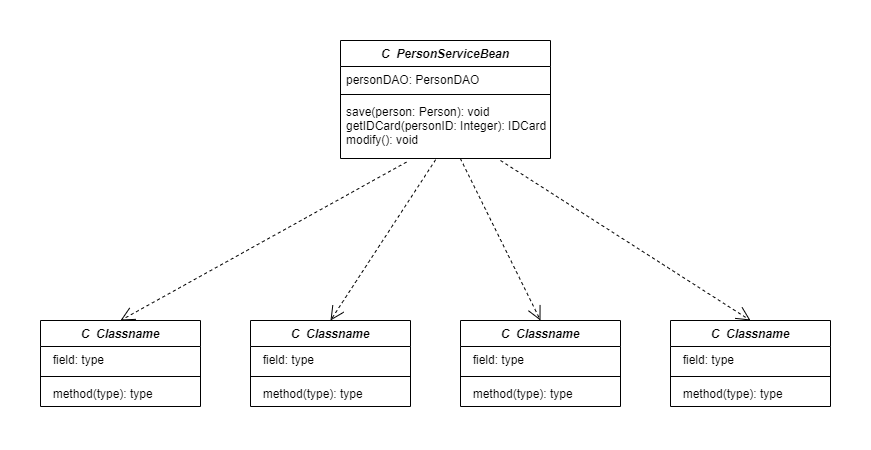 C PersonServiceBean
personDAO: PersonDAO
save(person: Person): void
getIDCard(personID: Integer): IDCard
modify(): void
C Classname
field: type
method(type): type
C Classname
field: type
method(type): type
C Classname
field: type
method(type): type
C Classname
field: type
method(type): type